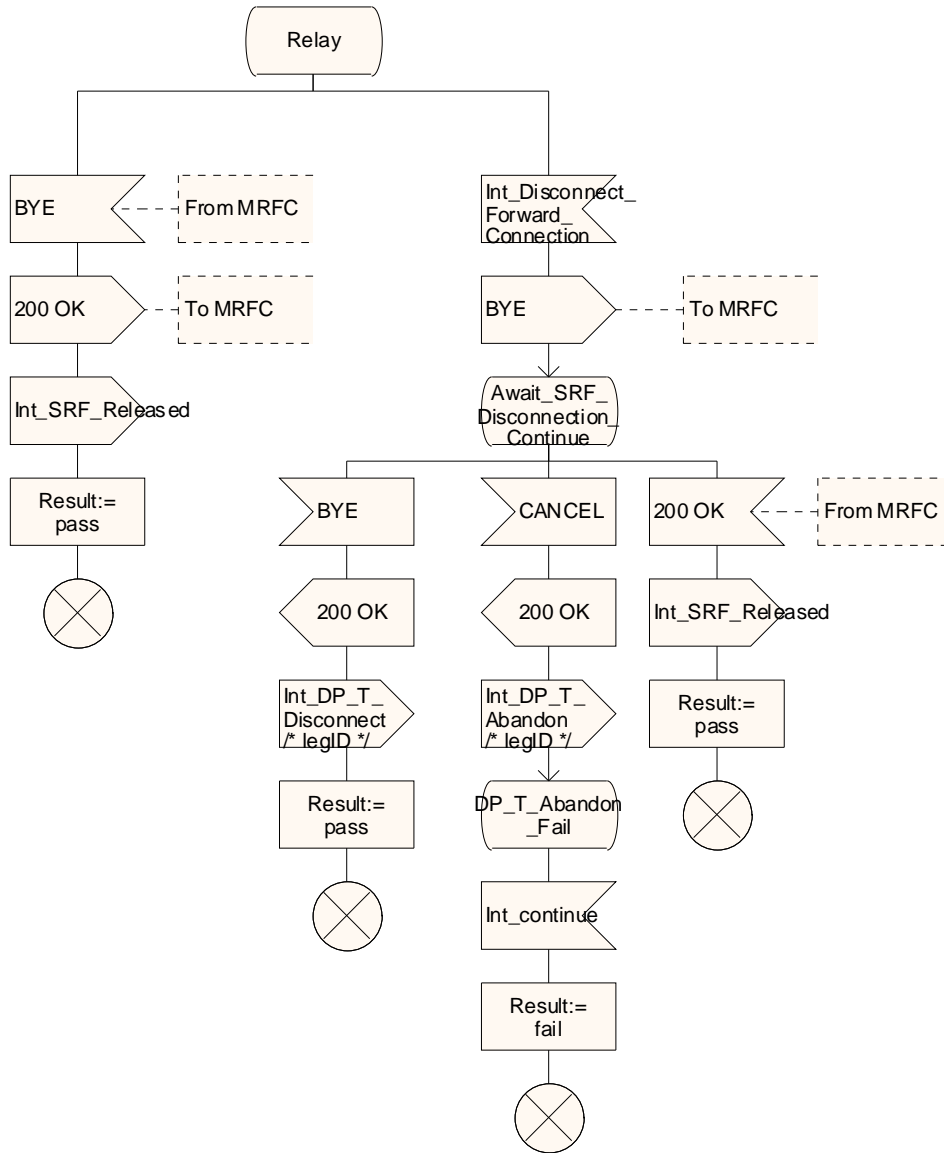 Relay
BYE
From MRFC
Int_Disconnect_
Forward_
Connection
200 OK
To MRFC
BYE
To MRFC
Int_SRF_Released
Await_SRF_
Disconnection_
Continue
Result:=
pass
BYE
CANCEL
200 OK
From MRFC
200 OK
200 OK
Int_SRF_Released
Int_DP_T_
Disconnect
/* legID */
Int_DP_T_
Abandon
/* legID */
Result:=
pass
Result:=
pass
DP_T_Abandon
_Fail
Int_continue
Result:=
fail